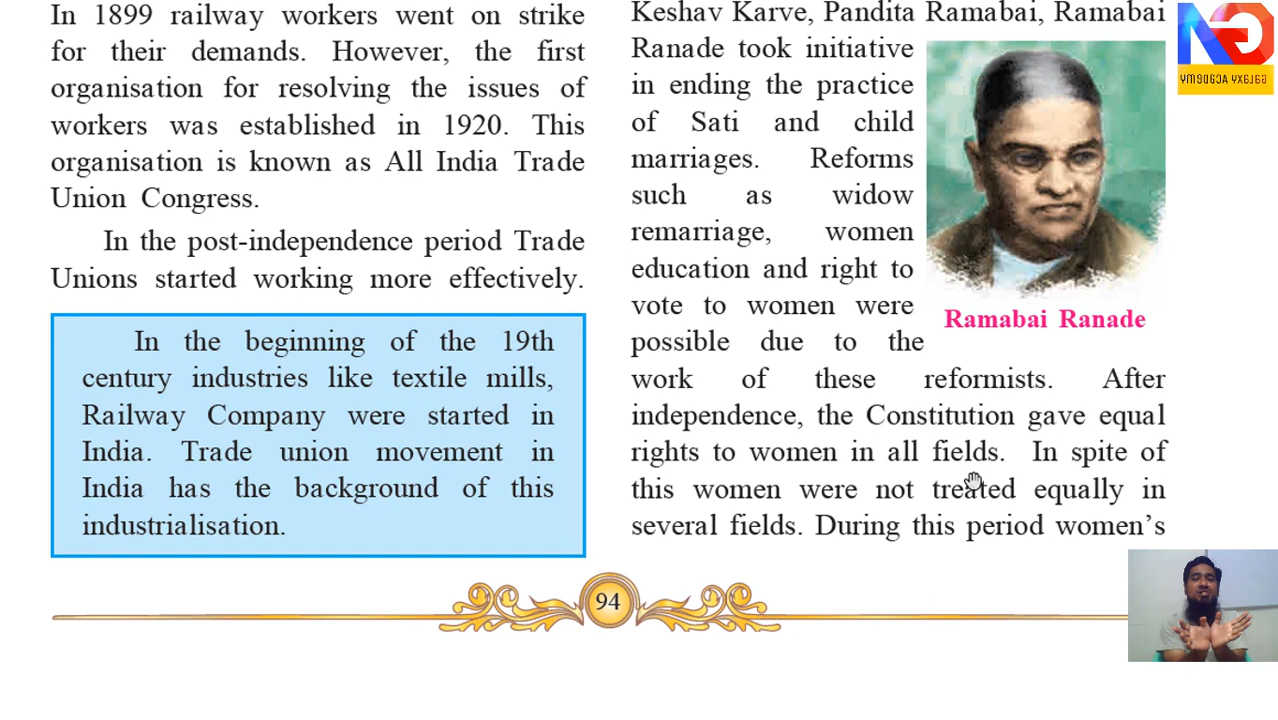 In 1899 railway workers went on strike
for their demands. However, the first
organisation for resolving the issues of
workers was established in 1920. This
organisation is known as All India Trade
Union Congress.
In the post-independence period Trade
Unions started working more effectively.
In the beginning of the 19th
century industries like textile mills,
Railway Company were started in
India. Trade union movement in
India has the background of this
industrialisation.
Keshav Karve, Pandita Ramabai, Ramabai
Ranade took initiative
in ending the practice
of Sati and child
marriages. Reforms
such as widow
remarriage, women
education and right to
vote to women were
possible due to the
work of these reformists. After
independence, the Constitution gave equal
rights to women in all fields. In spite of
this women were not treated equally in
several fields. During this period women's
Ramabai Ranade
94